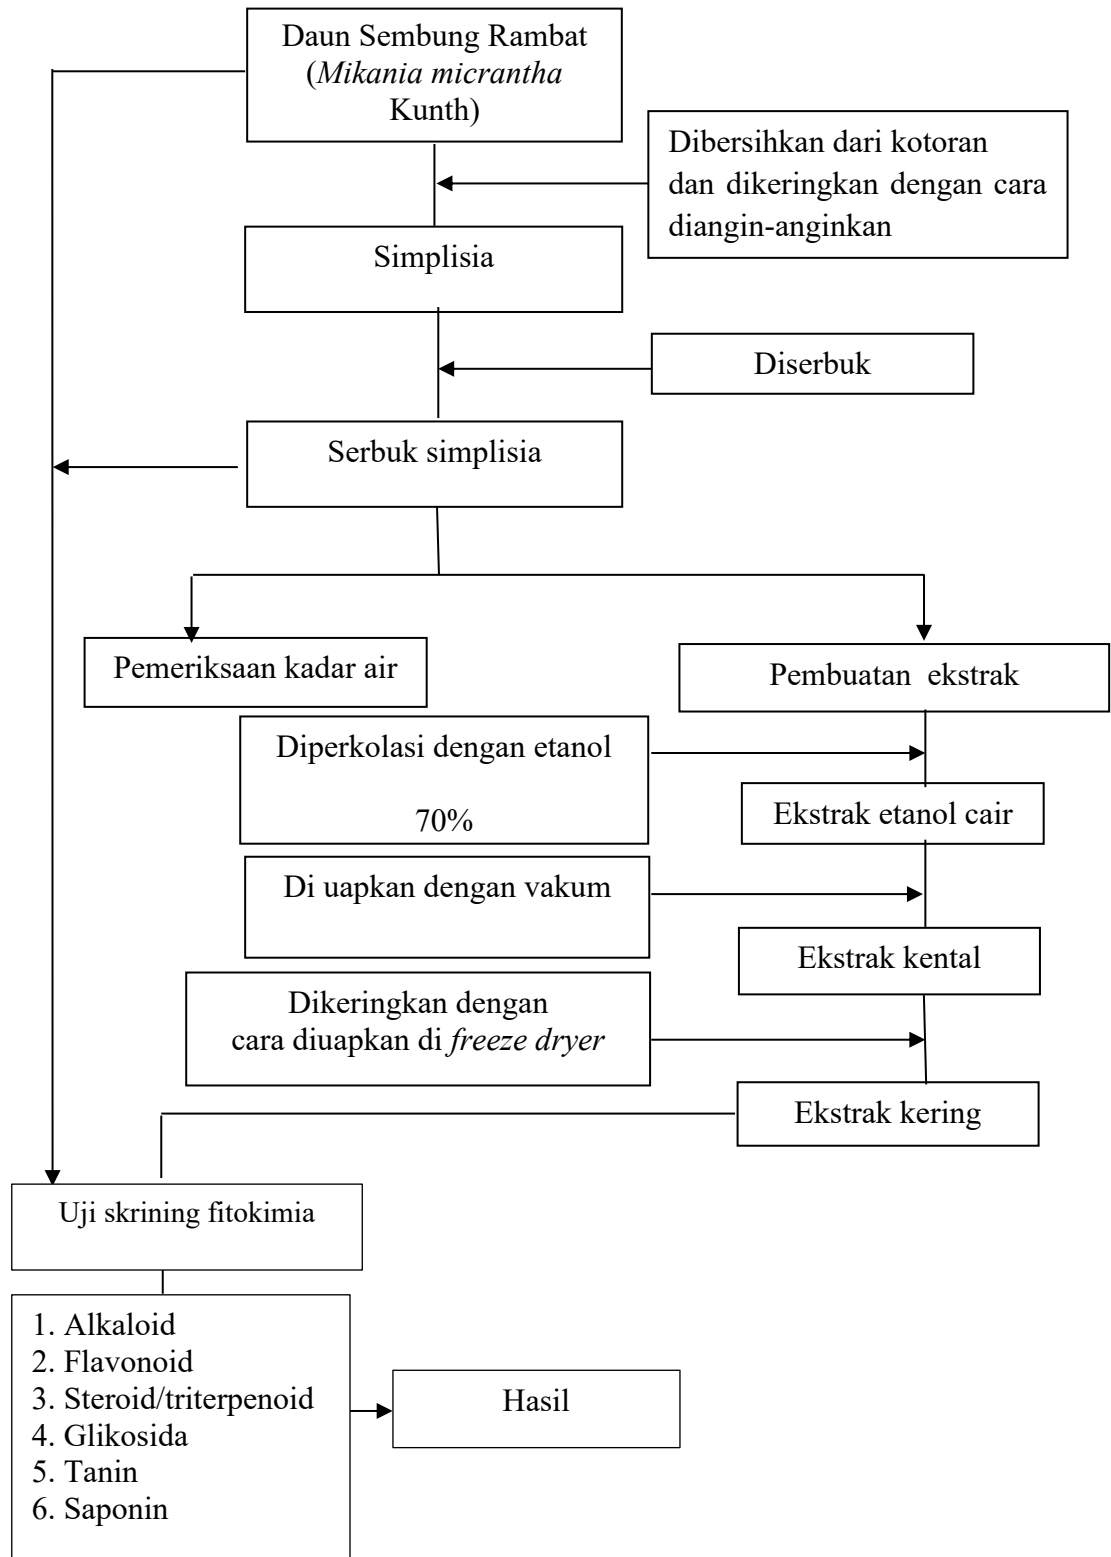 Daun Sembung Rambat
(Mikania micrantha
Kunth)
Dibersihkan dari kotoran
dan dikeringkan dengan cara
diangin-anginkan
Simplisia
Diserbuk
Serbuk simplisia
Pemeriksaan kadar air
Pembuatan ekstrak
Diperkolasi dengan etanol
70%
Ekstrak etanol cair
Di uapkan dengan vakum
Ekstrak kental
Dikeringkan dengan
cara diuapkan di freeze dryer
Ekstrak kering
Uji skrining fitokimia
1. Alkaloid
2. Flavonoid
3. Steroid/triterpenoid
4. Glikosida
5. Tanin
6. Saponin
Hasil